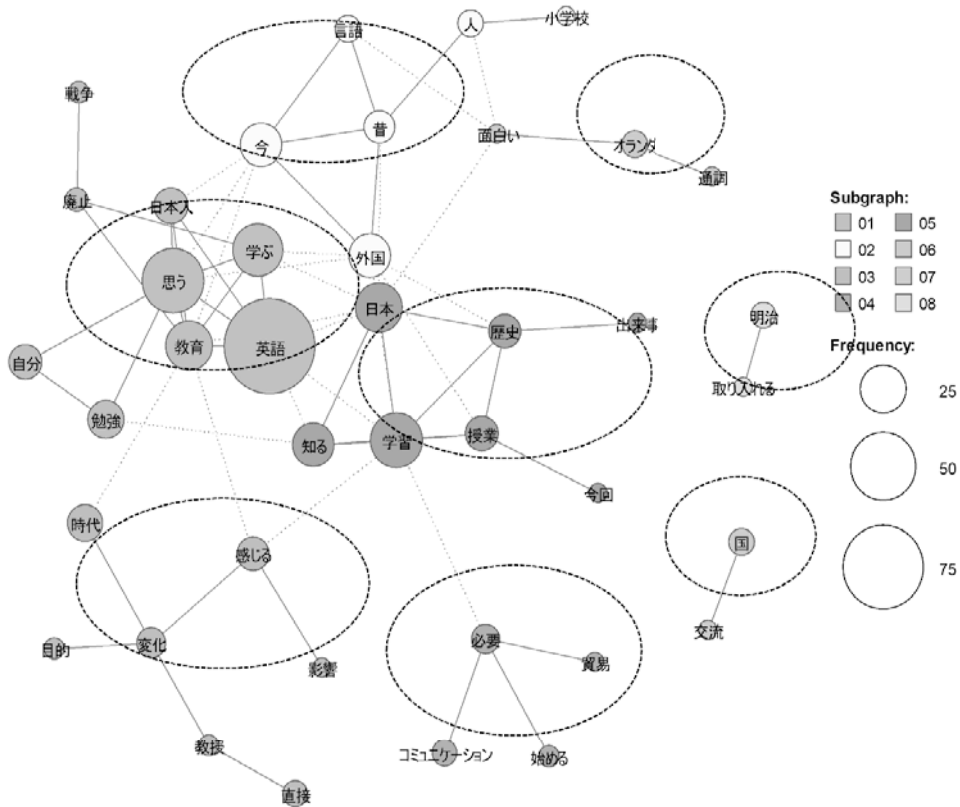 言語
人
小学校
戦争
今
昔
面白い
オランダ
通詞
廃止
日本人
学ぶ
思う
外国
教育
英語
日本
歴史
出来事
自分
勉強
知る
学習
授業
今回
時代
感じる
目的
変化
影響
教授
直接
必要
貿易
コミュニケーション
始める
明治
取り入れる
国
交流
Subgraph:
01 05
02 06
03 07
04 08
Frequency:
25
50
75